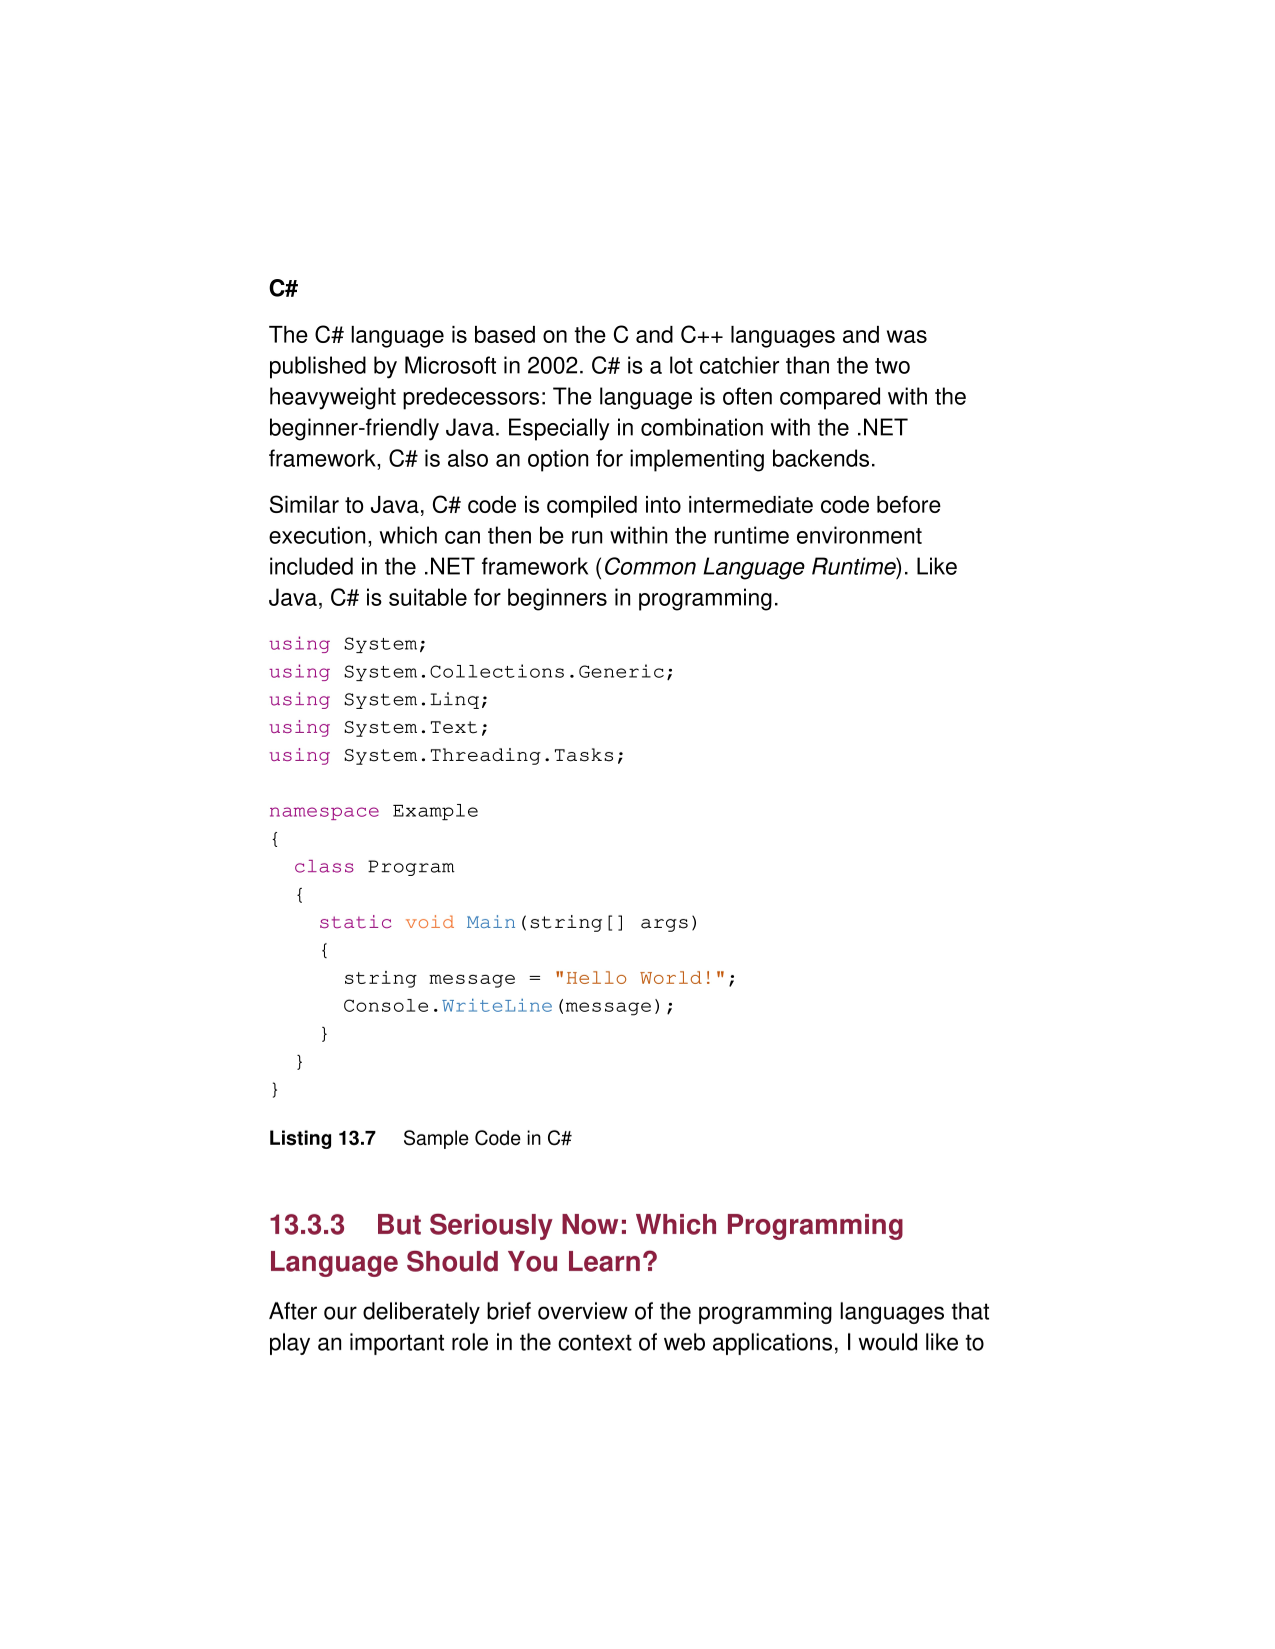 C#
The C# language is based on the C and C++ languages and was
published by Microsoft in 2002. C# is a lot catchier than the two
heavyweight predecessors: The language is often compared with the
beginner-friendly Java. Especially in combination with the .NET
framework, C# is also an option for implementing backends.
Similar to Java, C# code is compiled into intermediate code before
execution, which can then be run within the runtime environment
included in the .NET framework (Common Language Runtime). Like
Java, C# is suitable for beginners in programming.
using System;
using System.Collections.Generic;
using System.Linq;
using System.Text;
using System.Threading.Tasks;

namespace Example
{
  class Program
  {
    static void Main(string[] args)
    {
      string message = "Hello World!";
      Console.WriteLine(message);
    }
  }
}
Listing 13.7 Sample Code in C#
13.3.3 But Seriously Now: Which Programming
Language Should You Learn?
After our deliberately brief overview of the programming languages that
play an important role in the context of web applications, I would like to